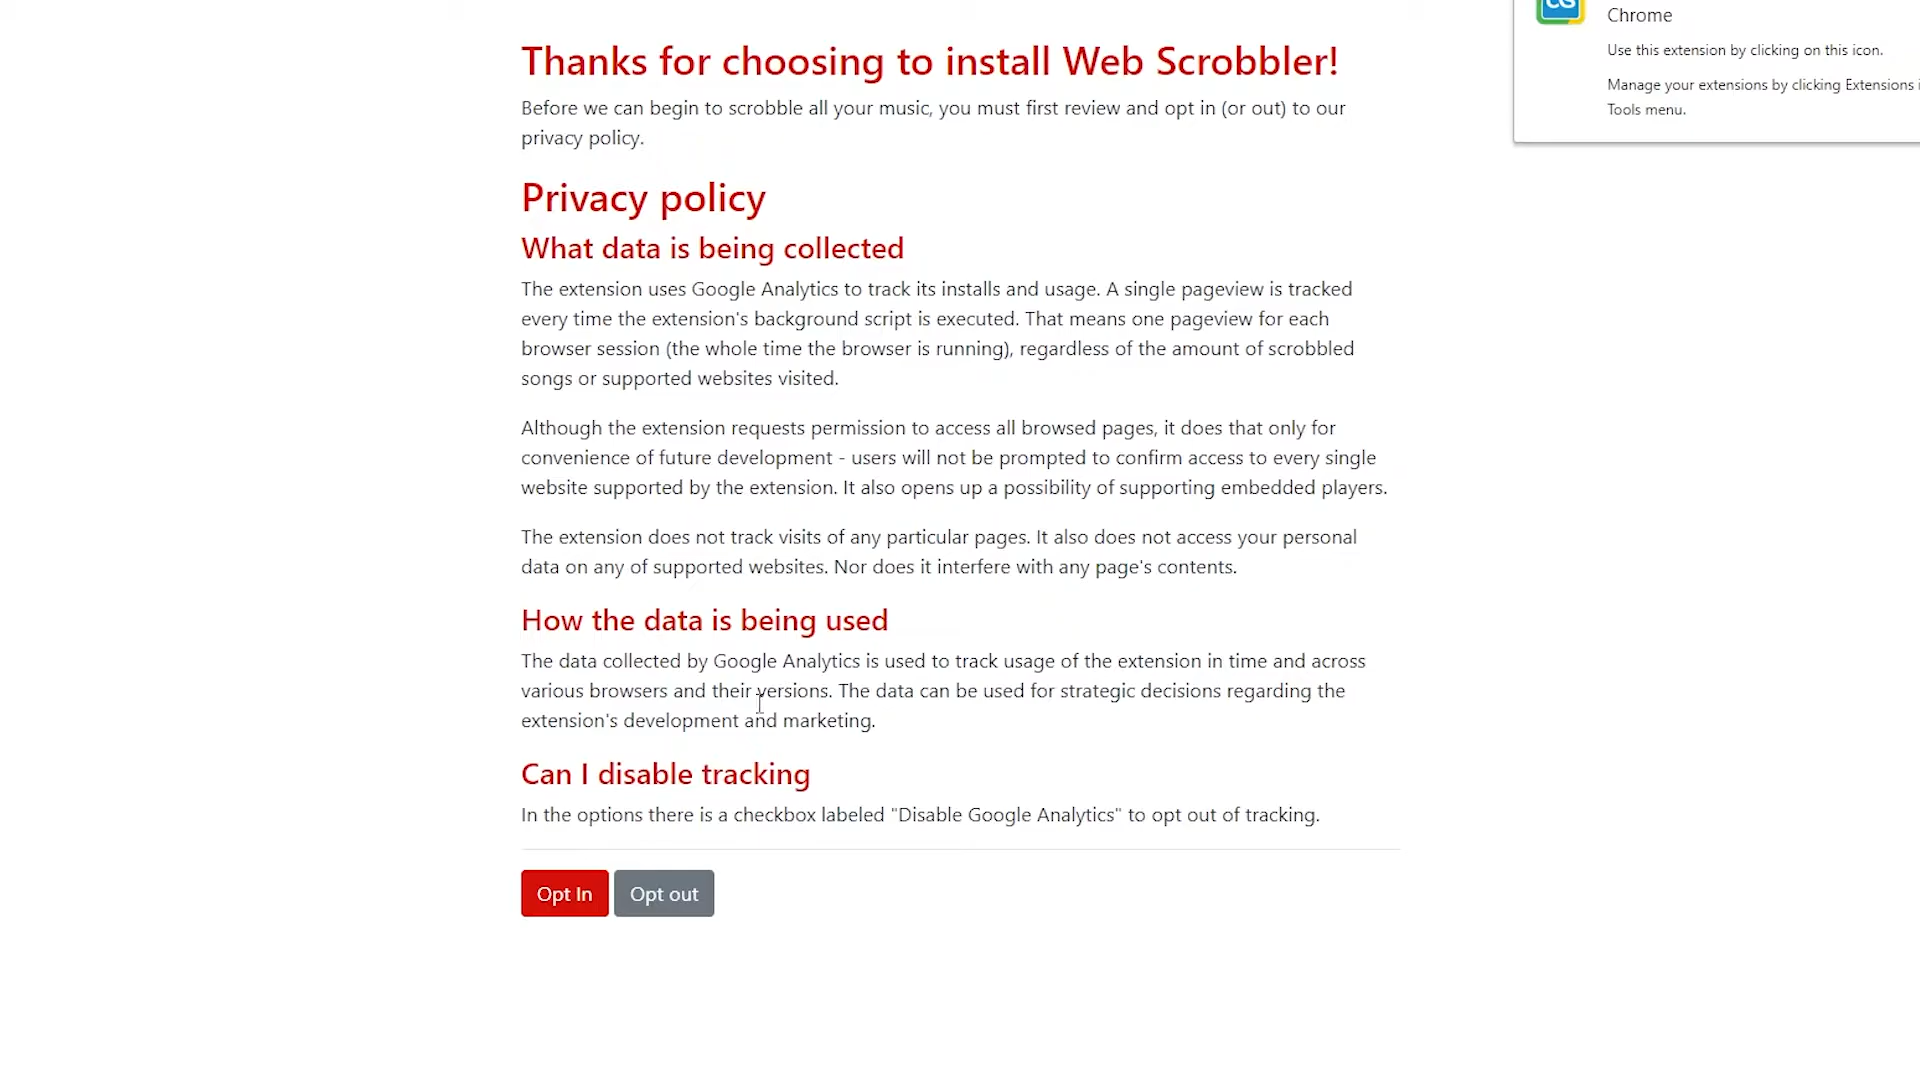 Thanks for choosing to install Web Scrobbler!
Before we can begin to scrobble all your music, you must first review and opt in (or out) to our
privacy policy.
Privacy policy
What data is being collected
The extension uses Google Analytics to track its installs and usage. A single pageview is tracked
every time the extension's background script is executed. That means one pageview for each
browser session (the whole time the browser is running), regardless of the amount of scrobbled
songs or supported websites visited.
Although the extension requests permission to access all browsed pages, it does that only for
convenience of future development - users will not be prompted to confirm access to every single
website supported by the extension. It also opens up a possibility of supporting embedded players.
The extension does not track visits of any particular pages. It also does not access your personal
data on any of supported websites. Nor does it interfere with any page's contents.
How the data is being used
The data collected by Google Analytics is used to track usage of the extension in time and across
various browsers and their versions. The data can be used for strategic decisions regarding the
extension's development and marketing.
Can I disable tracking
In the options there is a checkbox labeled "Disable Google Analytics" to opt out of tracking.
Opt In
Opt out
Chrome
Use this extension by clicking on this icon.
Manage your extensions by clicking Extensions
Tools menu.